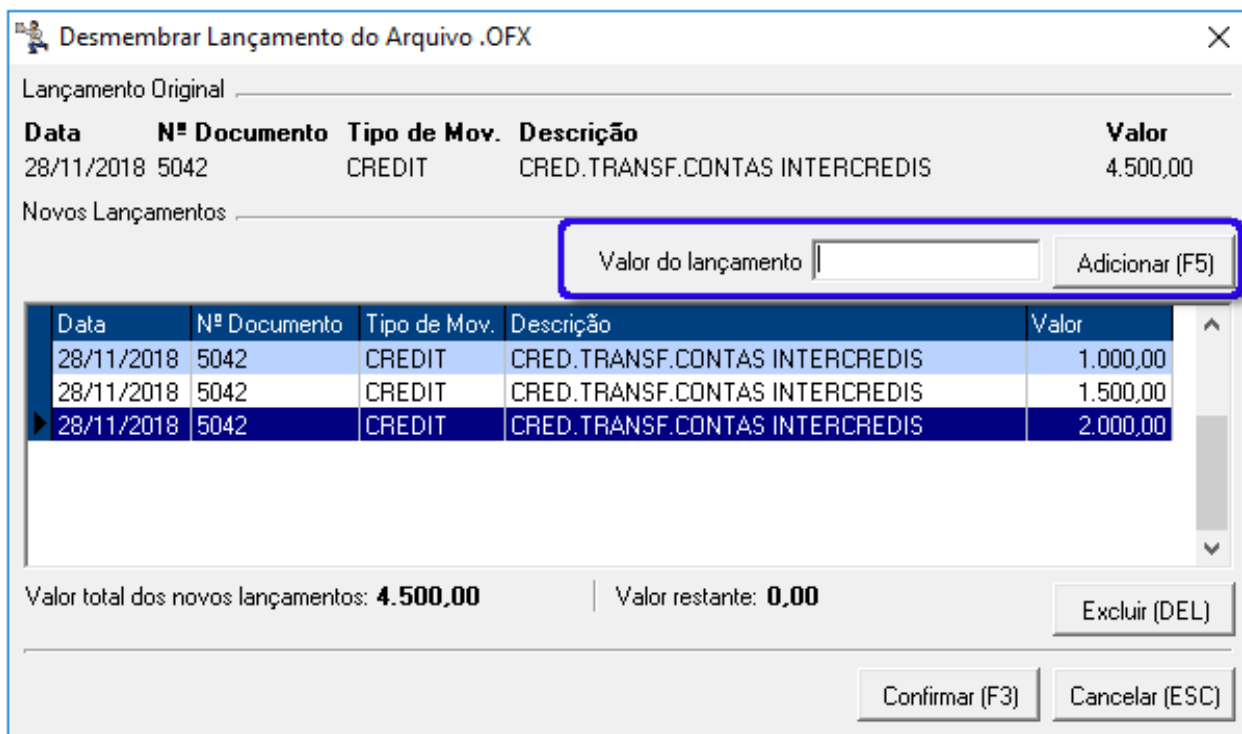 Desmembrar Lançamento do Arquivo .OFX
Lançamento Original
Data Nº Documento Tipo de Mov. Descrição Valor
28/11/2018 5042 CREDIT CRED.TRANSF.CONTAS INTERCREDIS 4.500,00
Novos Lançamentos
Valor do lançamento Adicionar (F5)
Data Nº Documento Tipo de Mov. Descrição Valor
28/11/2018 5042 CREDIT CRED.TRANSF.CONTAS INTERCREDIS 1.000,00
28/11/2018 5042 CREDIT CRED.TRANSF.CONTAS INTERCREDIS 1.500,00
28/11/2018 5042 CREDIT CRED.TRANSF.CONTAS INTERCREDIS 2.000,00
Valor total dos novos lançamentos: 4.500,00 Valor restante: 0,00
Excluir (DEL)
Confirmar (F3) Cancelar (ESC)